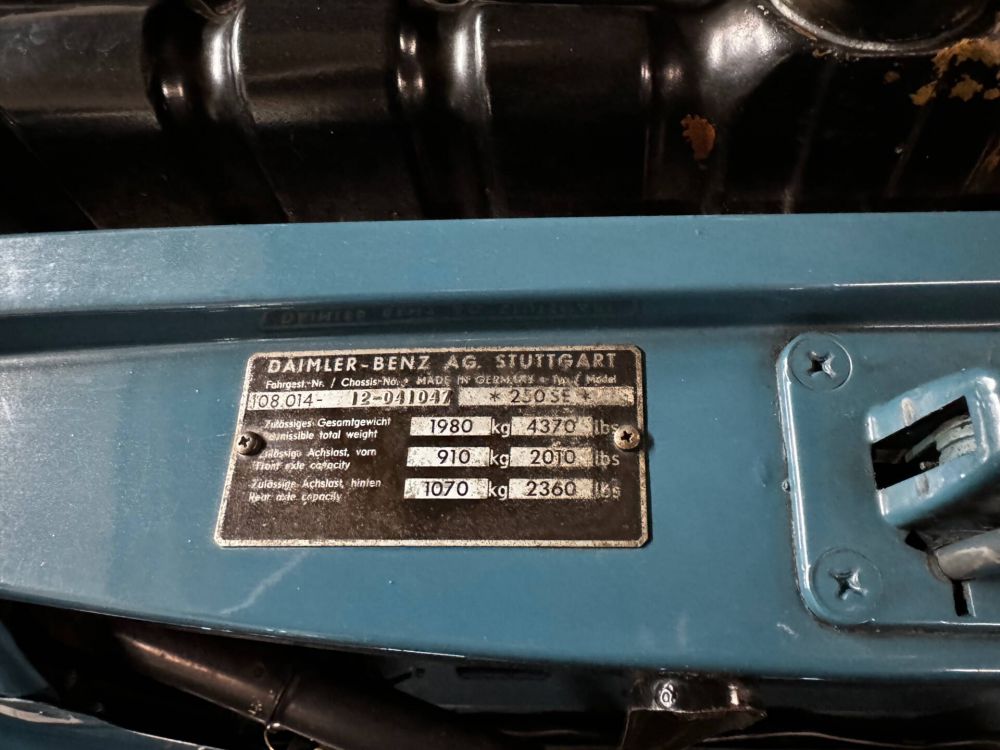 DAIMLER-BENZ AG. STUTTGART
Fahrgest.-Nr. / Chassis-No. • MADE IN GERMANY • Typ / Model
108.014- 12-041047 * 250SE *
Zulässiges Gesamtgewicht
Permissible total weight 1980 kg 4370 lbs
Zulässige Achslast, vorn
Front axle capacity 910 kg 2010 lbs
Zulässige Achslast, hinten
Rear axle capacity 1070 kg 2360 lbs